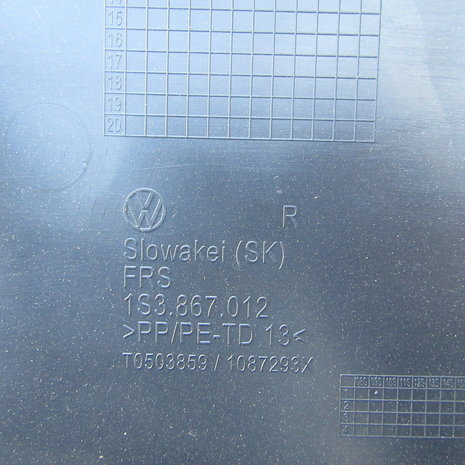 15
16
17
18
19
20
R
Slowakei (SK)
FRS
1S3.867.012
>PP/PE-TD 13<
T0503859 / 1087293X